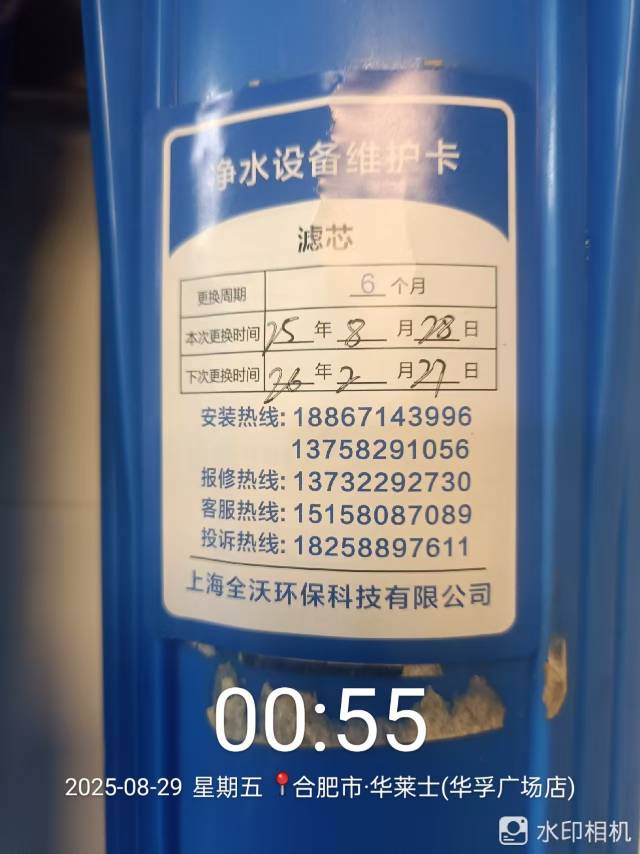 净水设备维护卡
滤芯
更换周期 6 个月
本次更换时间 25 年 8 月 28 日
下次更换时间 26 年 2 月 27 日
安装热线: 18867143996
13758291056
报修热线: 13732292730
客服热线: 15158087089
投诉热线: 18258897611
上海全沃环保科技有限公司
00:55
2025-08-29 星期五 📍合肥市·华莱士(华孚广场店)
水印相机